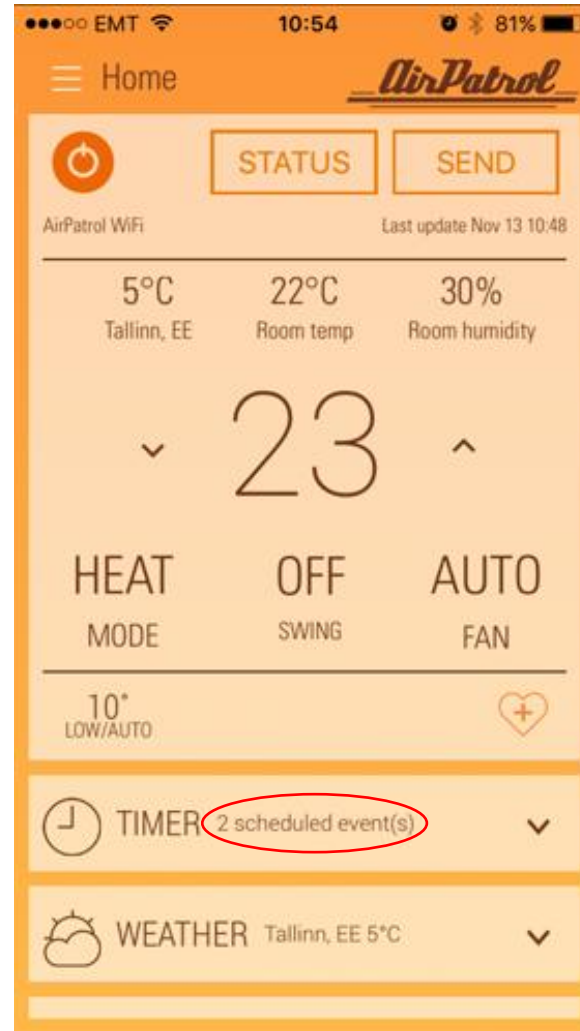 EMT 10:54 81%
Home AirPatrol
STATUS SEND
AirPatrol WiFi Last update Nov 13 10:48
5°C 22°C 30%
Tallinn, EE Room temp Room humidity
23
HEAT OFF AUTO
MODE SWING FAN
10°
LOW/AUTO
TIMER 2 scheduled event(s)
WEATHER Tallinn, EE 5°C